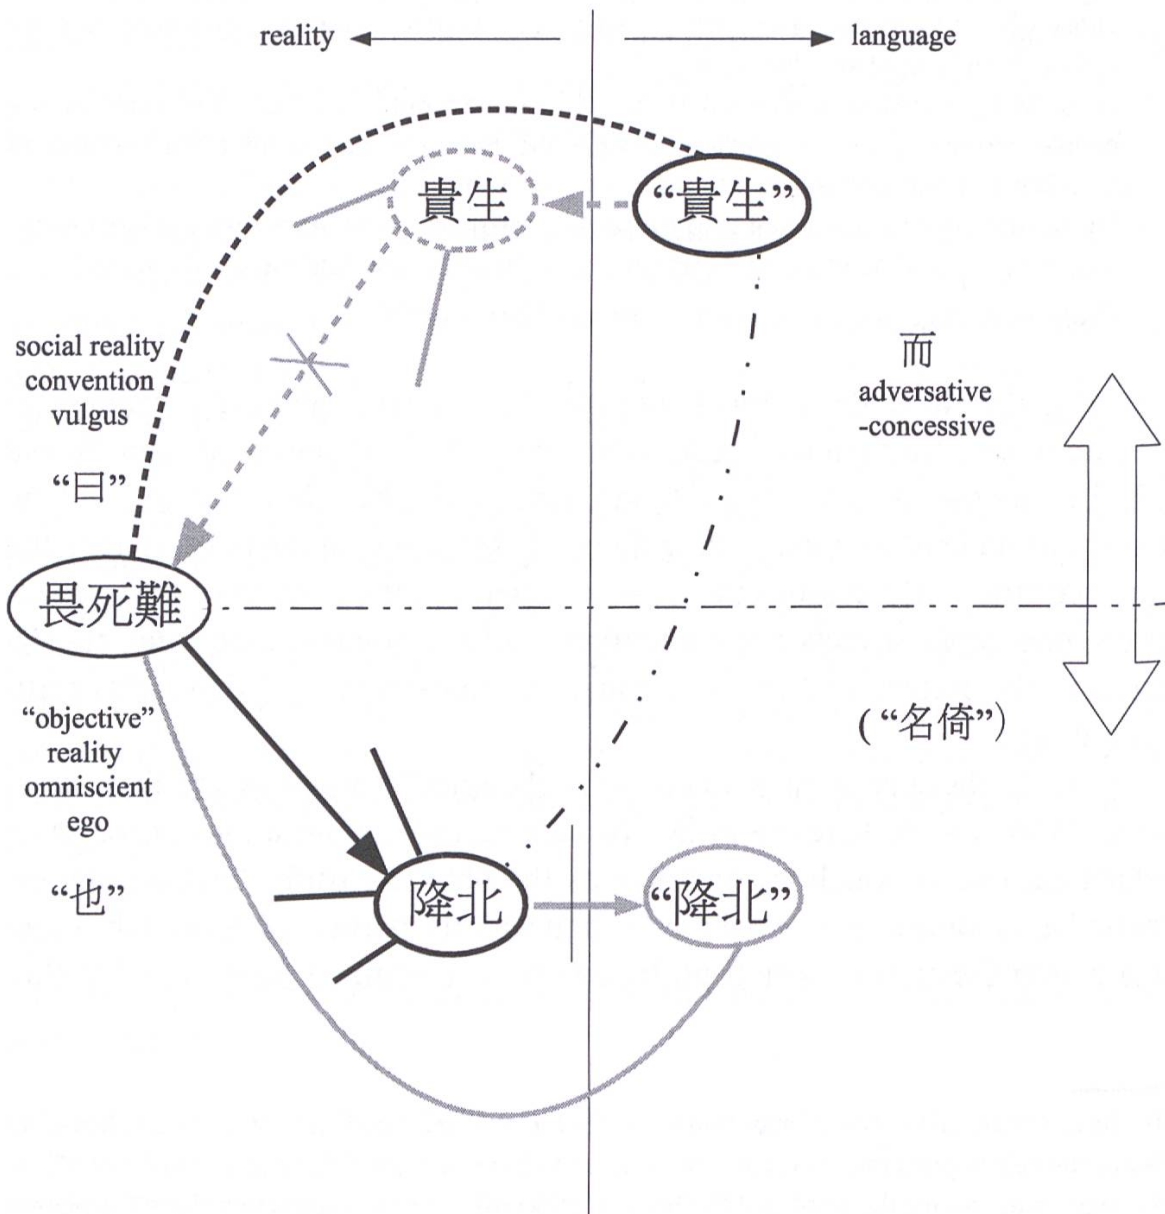 reality
language
貴生
“貴生”
social reality
convention
vulgus
“曰”
而
adversative
-concessive
畏死難
“objective”
reality
omniscient
ego
“也”
(“名倚”)
降北
“降北”